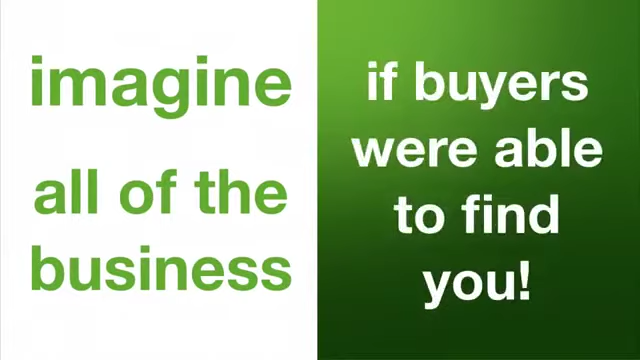 imagine
all of the
business
if buyers
were able
to find
you!